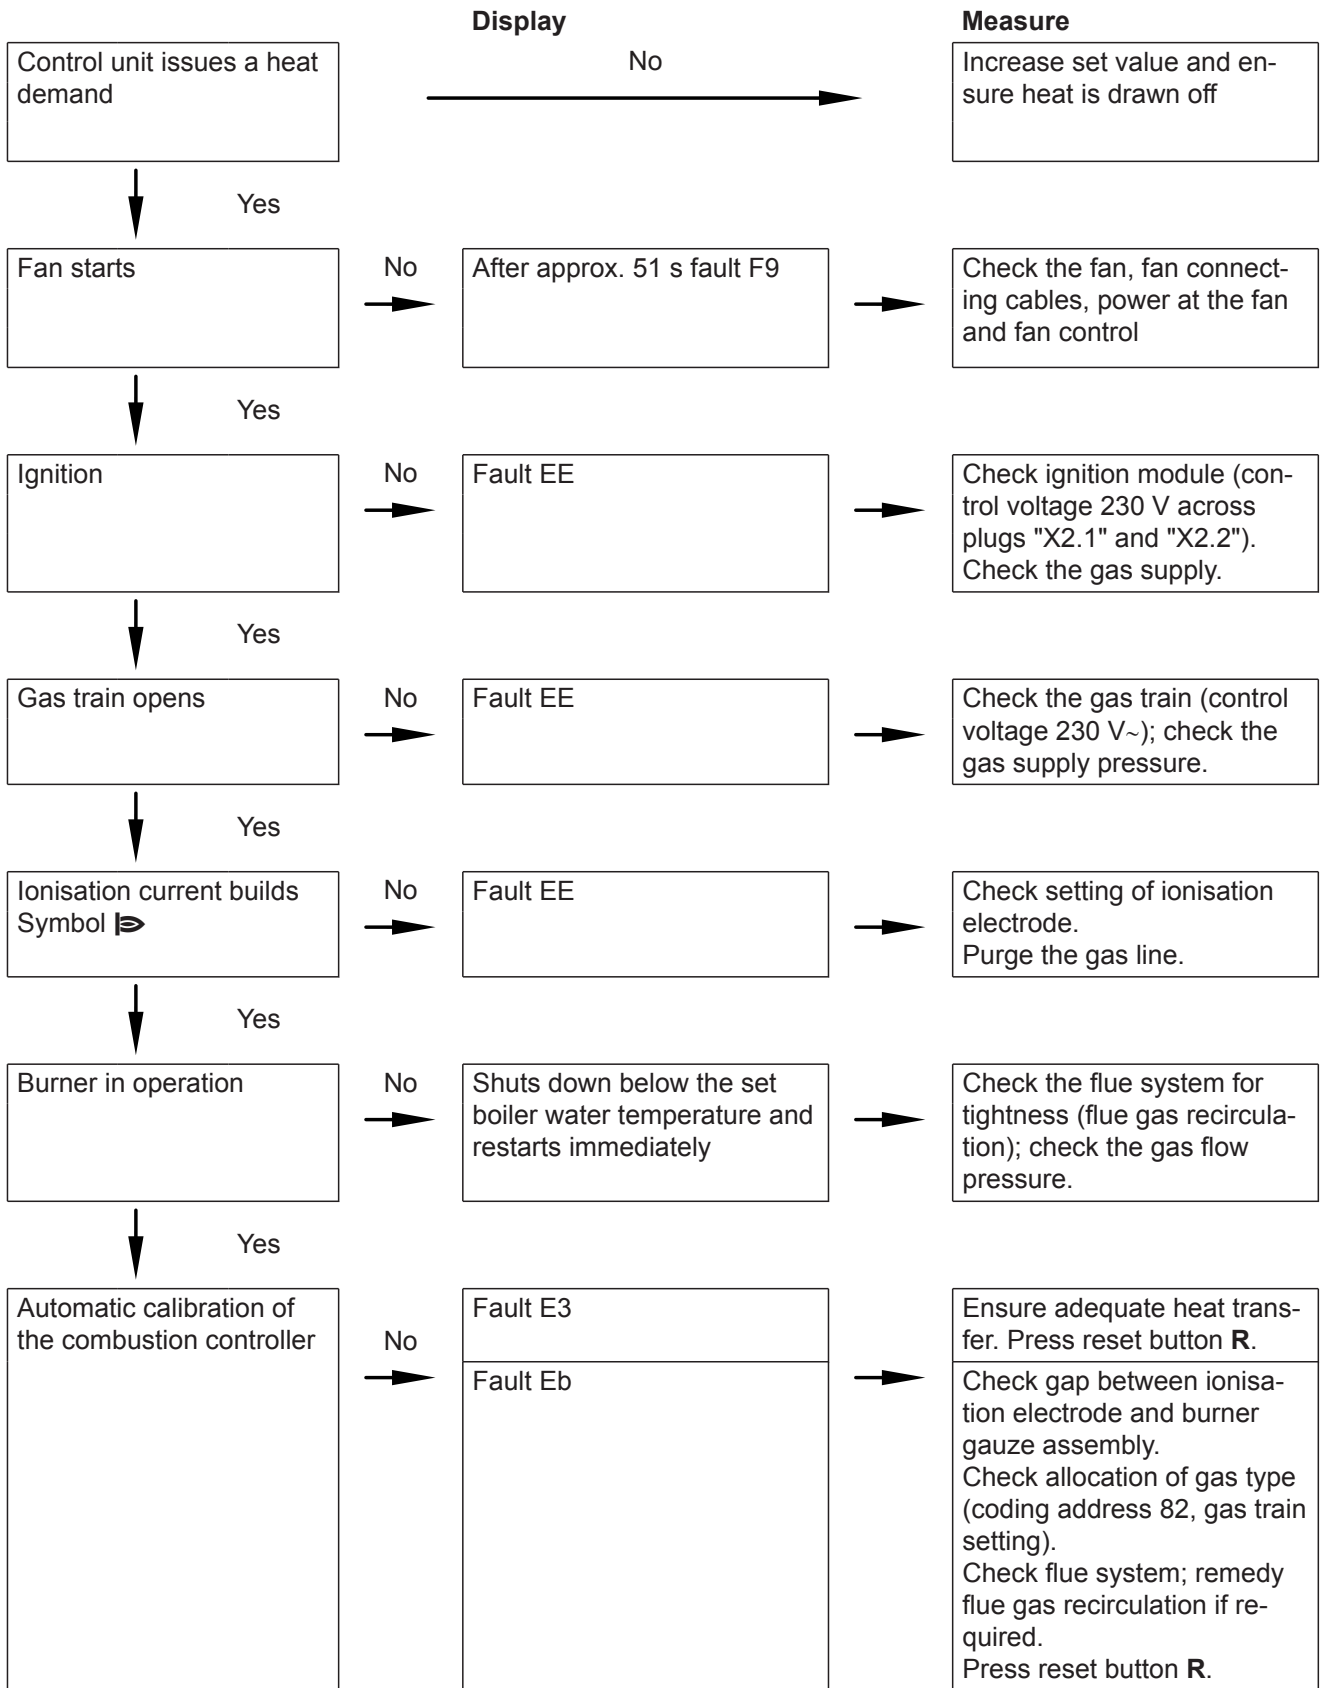 Display
Measure
Control unit issues a heat
demand
No
Increase set value and en-
sure heat is drawn off
Yes
Fan starts
No
After approx. 51 s fault F9
Check the fan, fan connect-
ing cables, power at the fan
and fan control
Yes
Ignition
No
Fault EE
Check ignition module (con-
trol voltage 230 V across
plugs "X2.1" and "X2.2").
Check the gas supply.
Yes
Gas train opens
No
Fault EE
Check the gas train (control
voltage 230 V~); check the
gas supply pressure.
Yes
Ionisation current builds
Symbol
No
Fault EE
Check setting of ionisation
electrode.
Purge the gas line.
Yes
Burner in operation
No
Shuts down below the set
boiler water temperature and
restarts immediately
Check the flue system for
tightness (flue gas recircula-
tion); check the gas flow
pressure.
Yes
Automatic calibration of
the combustion controller
No
Fault E3
Ensure adequate heat trans-
fer. Press reset button R.
Fault Eb
Check gap between ionisa-
tion electrode and burner
gauze assembly.
Check allocation of gas type
(coding address 82, gas train
setting).
Check flue system; remedy
flue gas recirculation if re-
quired.
Press reset button R.